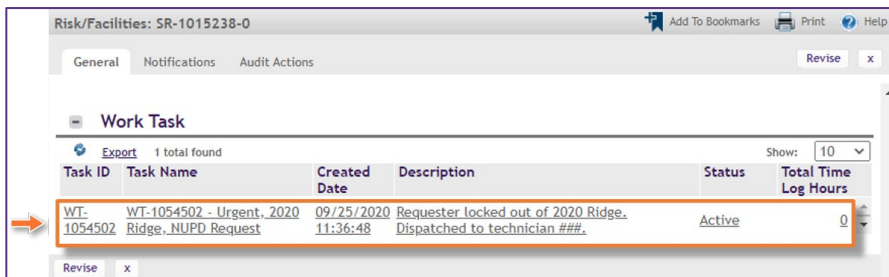 Risk/Facilities: SR-1015238-0 Add To Bookmarks Print Help
General Notifications Audit Actions Revise x
Work Task
Export 1 total found Show: 10
Task ID Task Name Created Description Status Total Time
Date Log Hours
WT- WT-1054502 - Urgent, 2020 09/25/2020 Requester locked out of 2020 Ridge. Active 0
1054502 Ridge, NUPD Request 11:36:48 Dispatched to technician ###.
Revise x